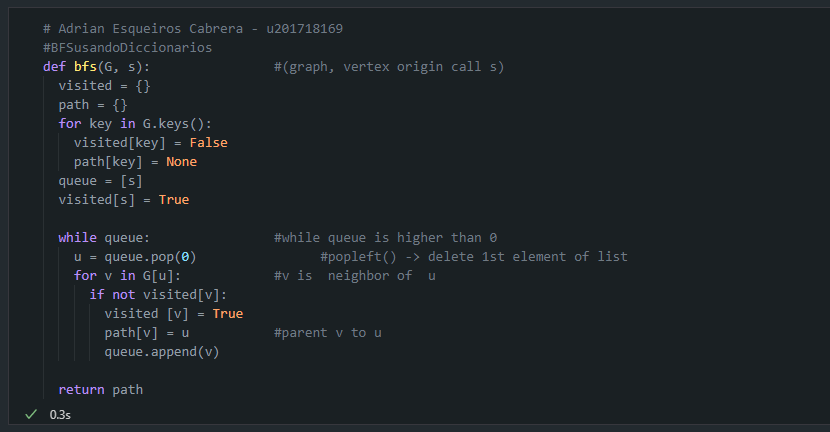 # Adrian Esqueiros Cabrera - u201718169
#BFSusandoDiccionarios
def bfs(G, s): #(graph, vertex origin call s)
visited = {}
path = {}
for key in G.keys():
visited[key] = False
path[key] = None
queue = [s]
visited[s] = True
while queue: #while queue is higher than 0
u = queue.pop(0) #popleft() -> delete 1st element of list
for v in G[u]: #v is  neighbor of  u
if not visited[v]:
visited [v] = True
path[v] = u #parent v to u
queue.append(v)
return path
0.3s